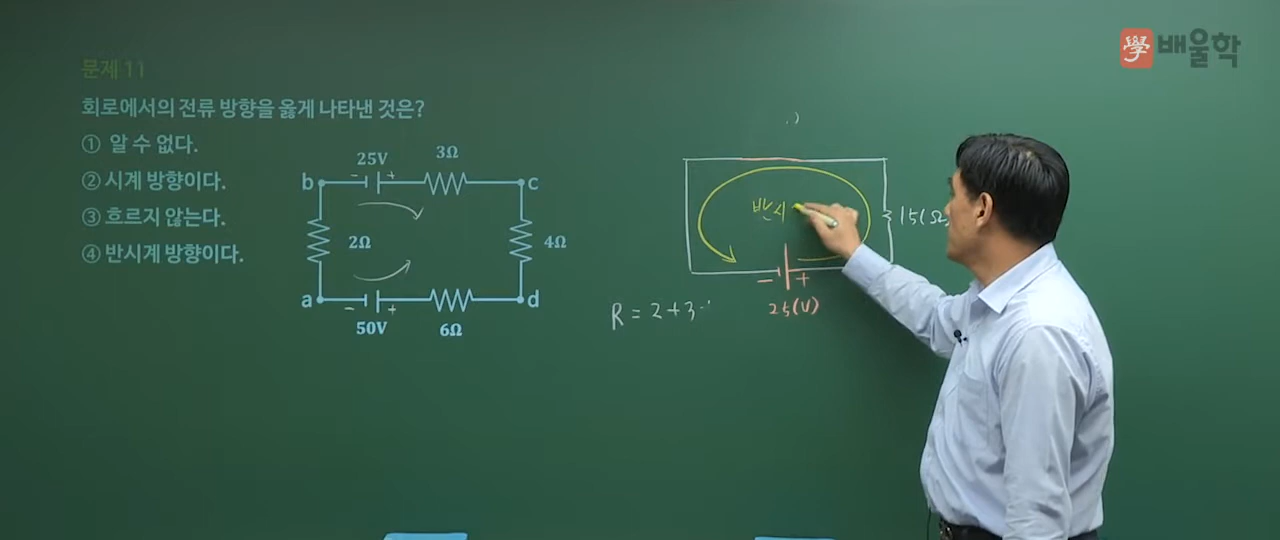 學 배울학
문제 11
회로에서의 전류 방향을 옳게 나타낸 것은?
① 알 수 없다.
② 시계 방향이다.
③ 흐르지 않는다.
④ 반시계 방향이다.
25V
3Ω
- +
b
c
2Ω
4Ω
a
d
- +
50V
6Ω
반시
15(Ω)
- +
25(V)
R = 2+3